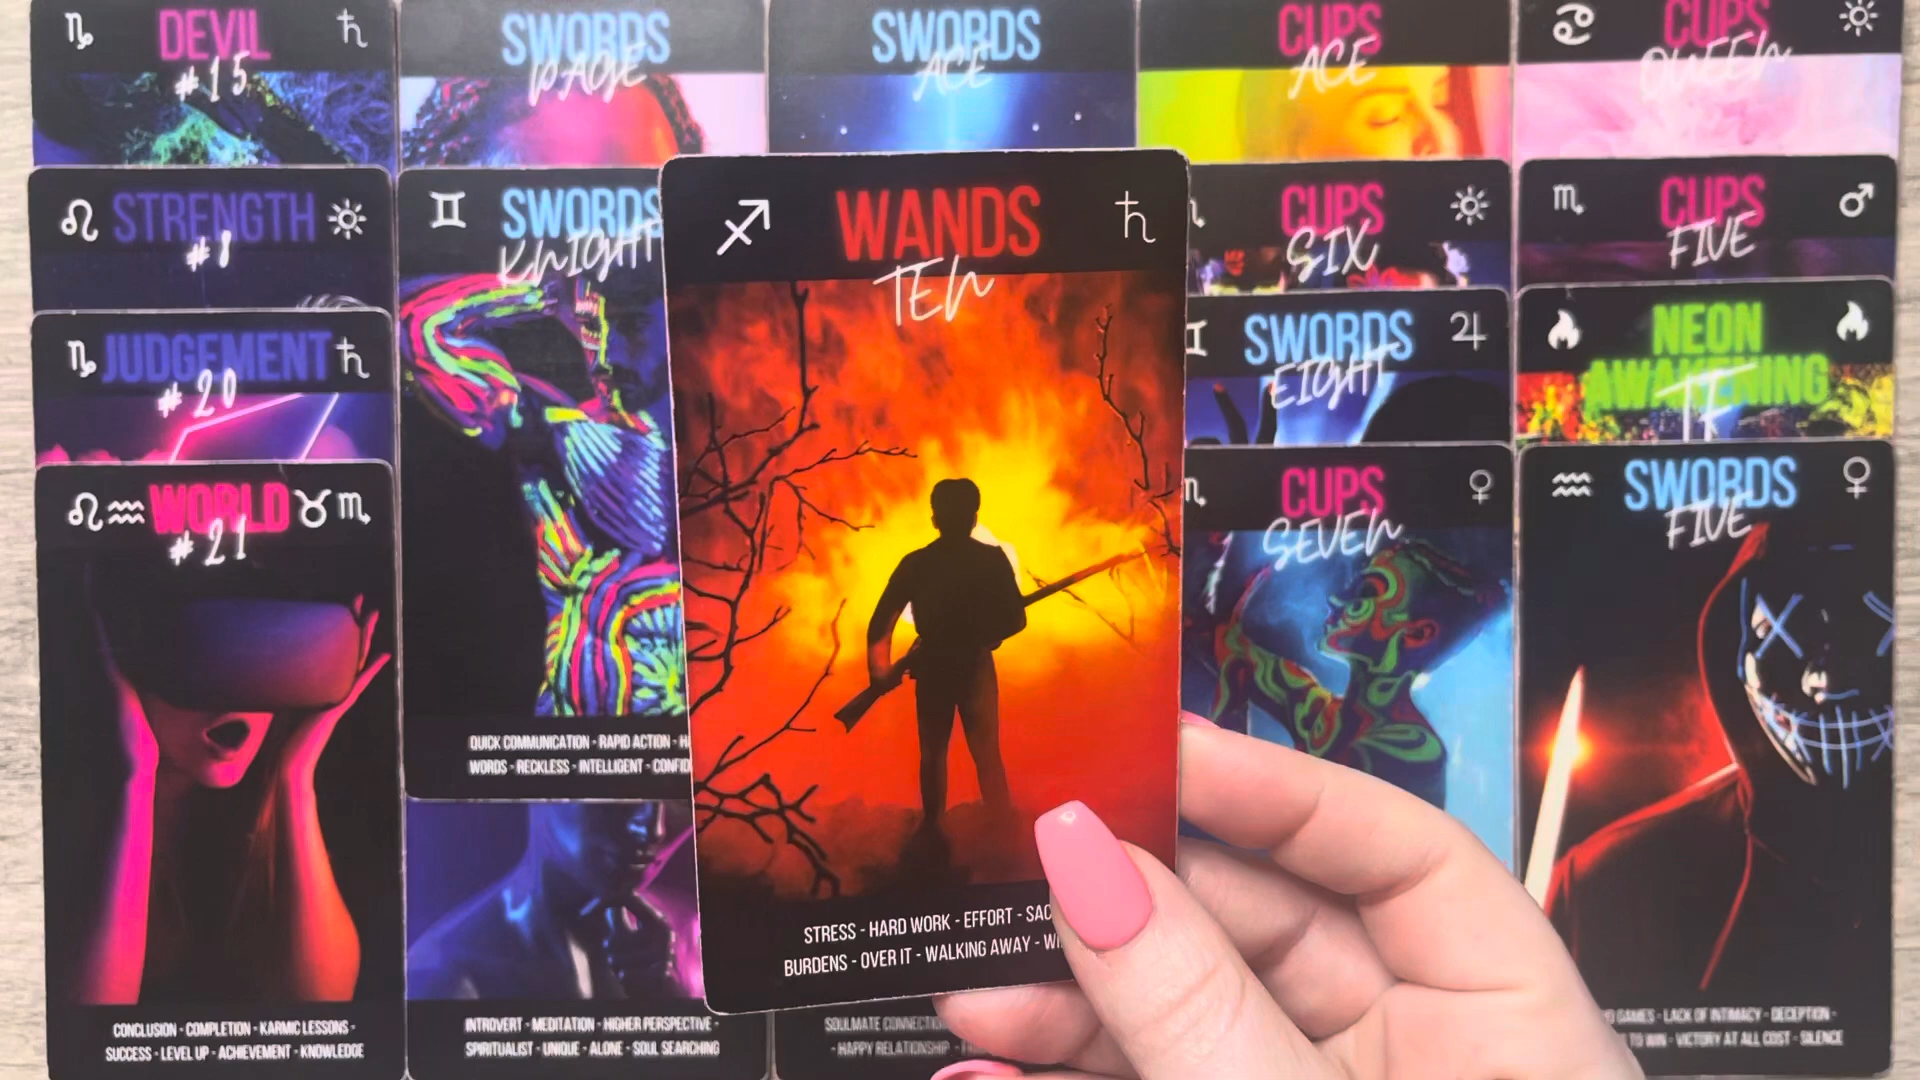 DEVIL
#15
SWORDS
PAGE
SWORDS
ACE
CUPS
ACE
CUPS
QUEEN
STRENGTH
#8
SWORDS
KNIGHT
WANDS
TEN
CUPS
SIX
CUPS
FIVE
JUDGEMENT
#20
SWORDS
EIGHT
NEON
AWAKENING
TF
WORLD
#21
CUPS
SEVEN
SWORDS
FIVE
QUICK COMMUNICATION - RAPID ACTION -
WORDS - RECKLESS - INTELLIGENT -
STRESS - HARD WORK - EFFORT -
BURDENS - OVER IT - WALKING AWAY -
CONCLUSION - COMPLETION - KARMIC LESSONS -
SUCCESS - LEVEL UP - ACHIEVEMENT - KNOWLEDGE
INTROVERT - MEDITATION - HIGHER PERSPECTIVE -
SPIRITUALIST - UNIQUE - ALONE - SOUL SEARCHING
SOULMATE
- HAPPY RELATIONSHIP -
GAMES - LACK OF INTIMACY - DECEPTION -
TO WIN - VICTORY AT ALL COST - SILENCE